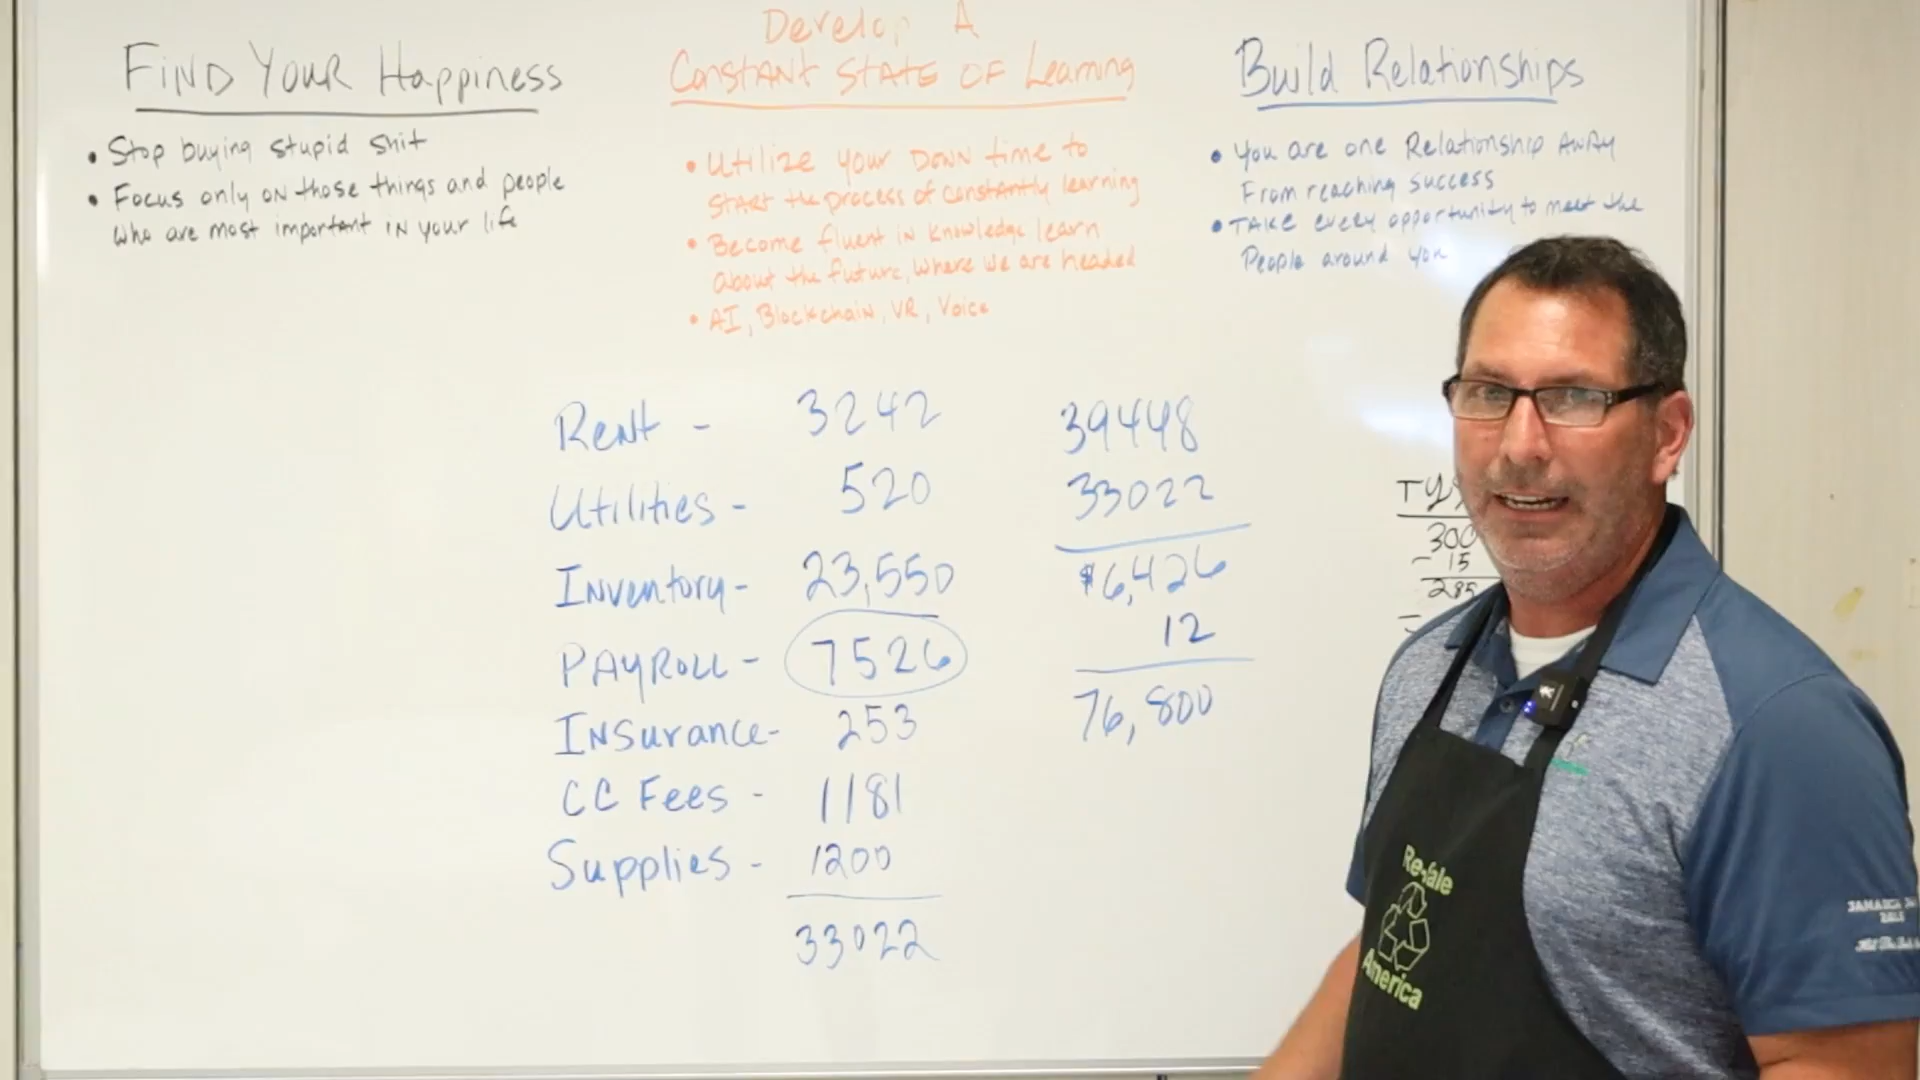 FIND YOUR Happiness
• Stop buying stupid shit
• Focus only on those things and people
who are most important in your life
Develop A
Constant State of Learning
• Utilize your down time to
start the process of constantly learning
• Become fluent in knowledge learn
about the future, where we are headed
• AI, Blockchain, VR, Voice
Build Relationships
• You are one Relationship Away
From reaching success
• Take every opportunity to meet the
People around you
Rent - 3242
Utilities - 520
Inventory - 23,550
PAYROLL - 7526
Insurance - 253
CC Fees - 1181
Supplies - 1200
33022
39448
33022
$6,426
12
76,800
300
- 15
285
Re-Sale
America